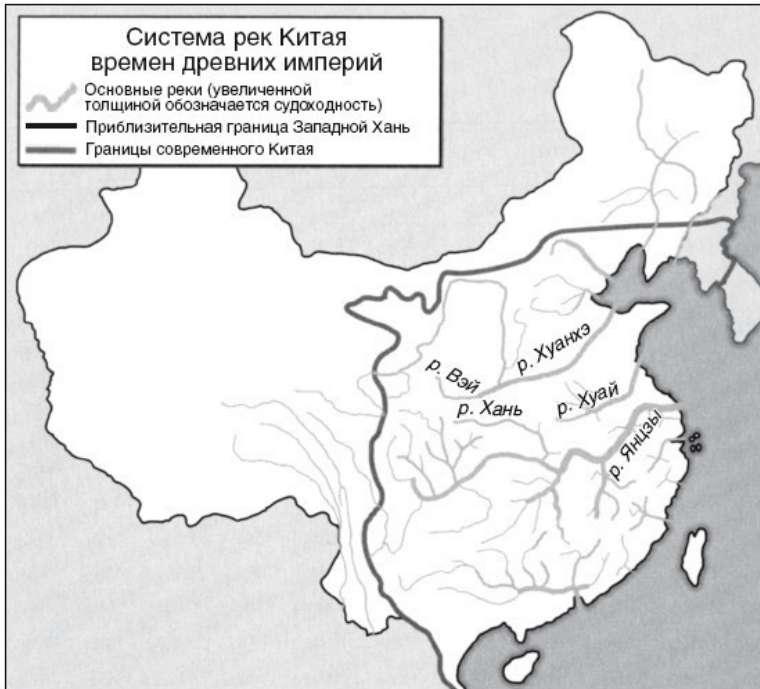 Система рек Китая
времен древних империй
Основные реки (увеличенной
толщиной обозначается судоходность)
Приблизительная граница Западной Хань
Границы современного Китая
р. Хуанхэ
р. Вэй
р. Хань
р. Хуай
р. Янцзы